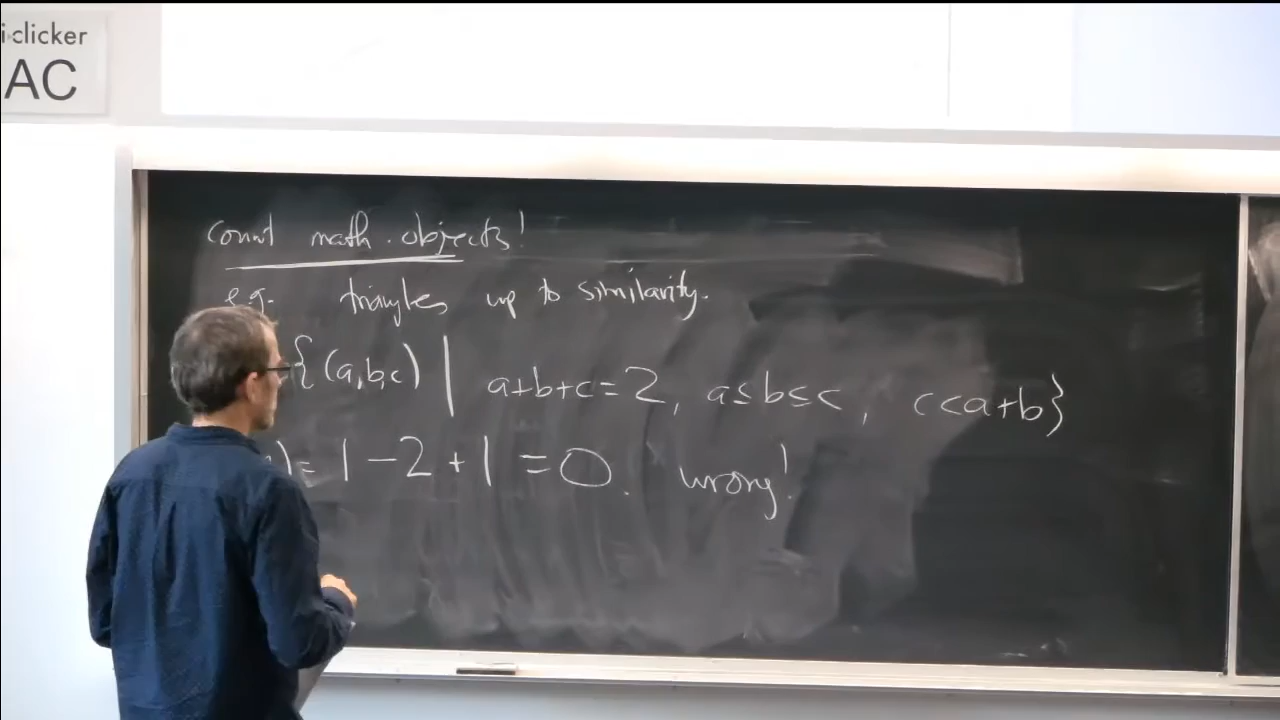 i>clicker
AC
count math. objects!
e.g. triangles up to similarity.
{(a,b,c) | a+b+c=2, a≤b≤c, c<a+b}
)= 1-2+1 =0. wrong!